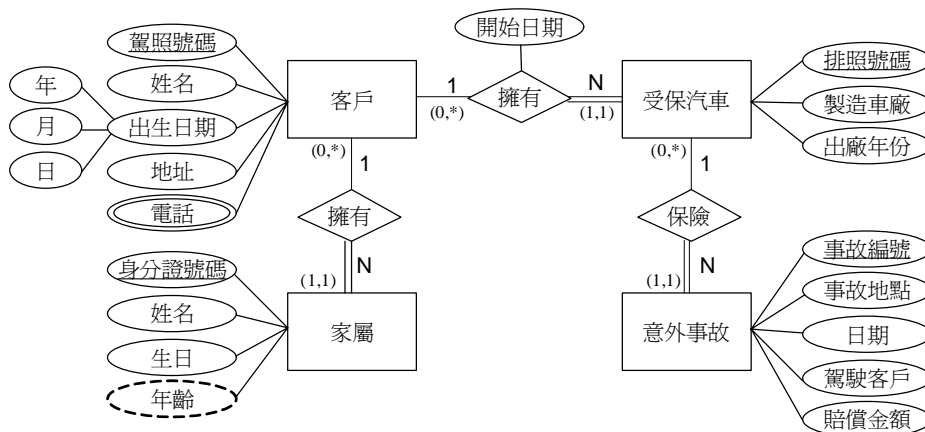 開始日期
駕照號碼
姓名
年
月
出生日期
日
地址
電話
客戶
1
(0,*)
擁有
N
(1,1)
受保汽車
排照號碼
製造車廠
出廠年份
(0,*)
1
擁有
N
(1,1)
(0,*)
1
保險
N
(1,1)
身分證號碼
姓名
生日
年齡
家屬
意外事故
事故編號
事故地點
日期
駕駛客戶
賠償金額